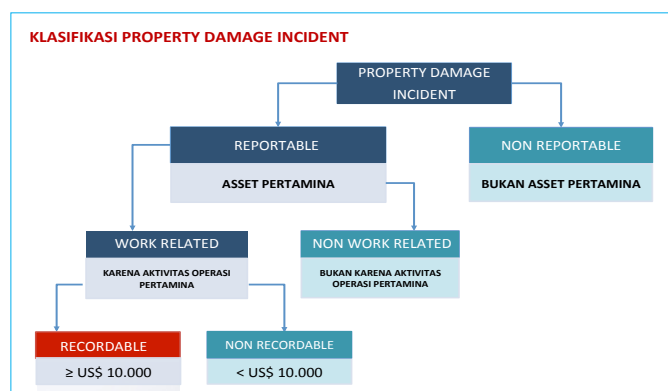 KLASIFIKASI PROPERTY DAMAGE INCIDENT
PROPERTY DAMAGE
INCIDENT
REPORTABLE
NON REPORTABLE
ASSET PERTAMINA
BUKAN ASSET PERTAMINA
WORK RELATED
NON WORK RELATED
KARENA AKTIVITAS OPERASI
PERTAMINA
BUKAN KARENA AKTIVITAS
OPERASI PERTAMINA
RECORDABLE
NON RECORDABLE
≥ US$ 10.000
< US$ 10.000